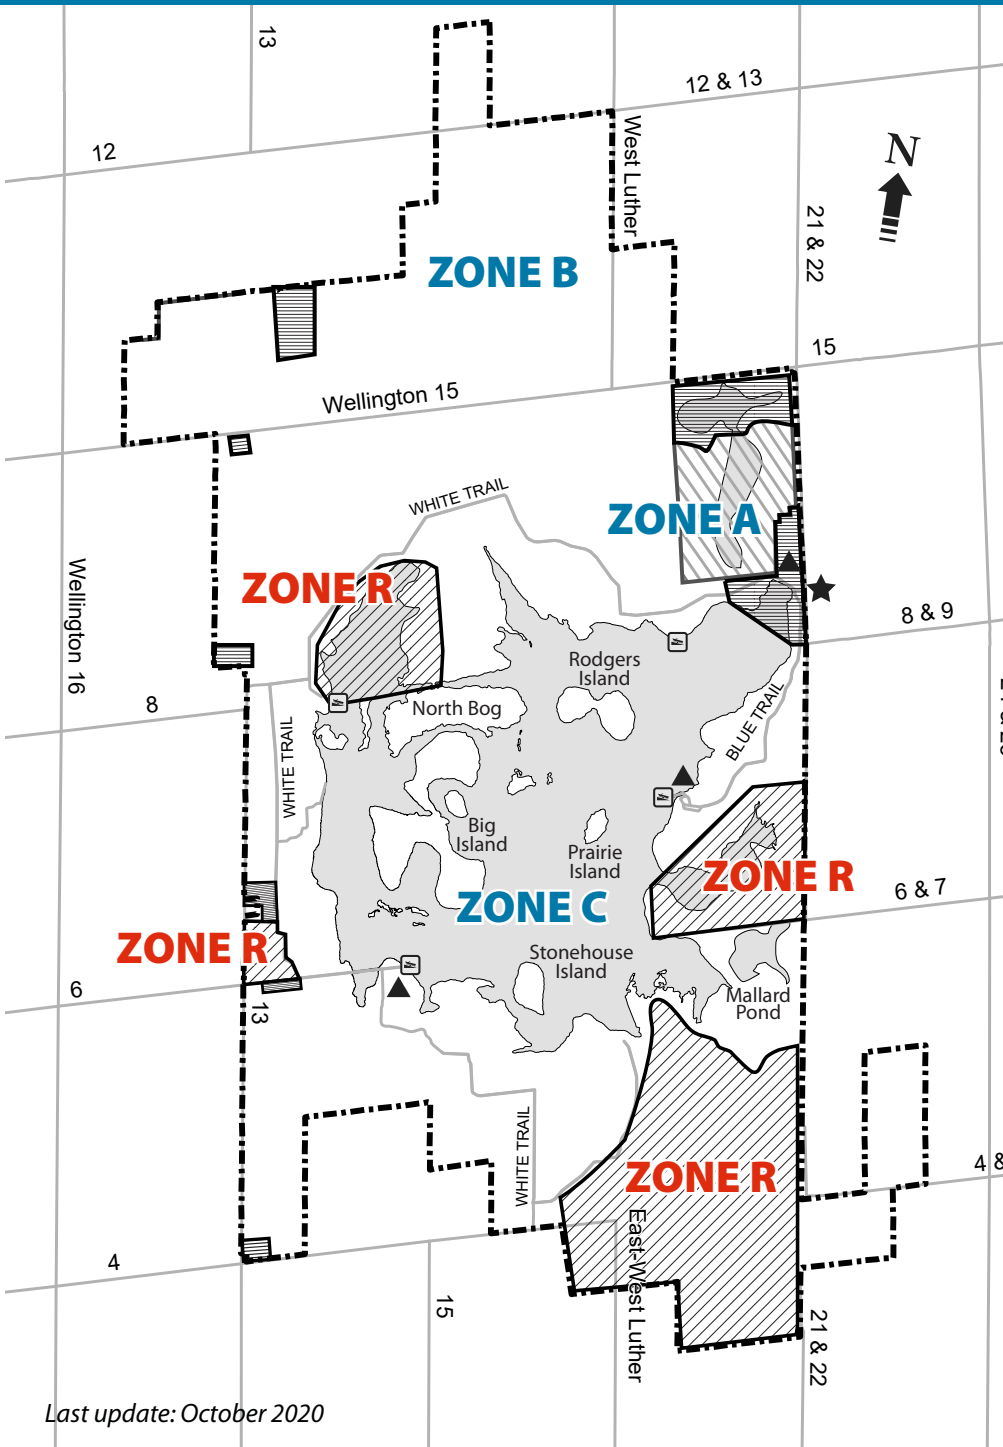 13
12 & 13
12
West Luther
N
21 & 22
ZONE B
15
Wellington 15
WHITE TRAIL
ZONE A
Wellington 16
ZONE R
8 & 9
Rodgers
Island
8
North Bog
BLUE TRAIL
WHITE TRAIL
Big
Island
Prairie
Island
ZONE R
6 & 7
ZONE C
ZONE R
Stonehouse
Island
6
13
Mallard
Pond
WHITE TRAIL
ZONE R
4 &
East-West Luther
4
15
21 & 22
Last update: October 2020